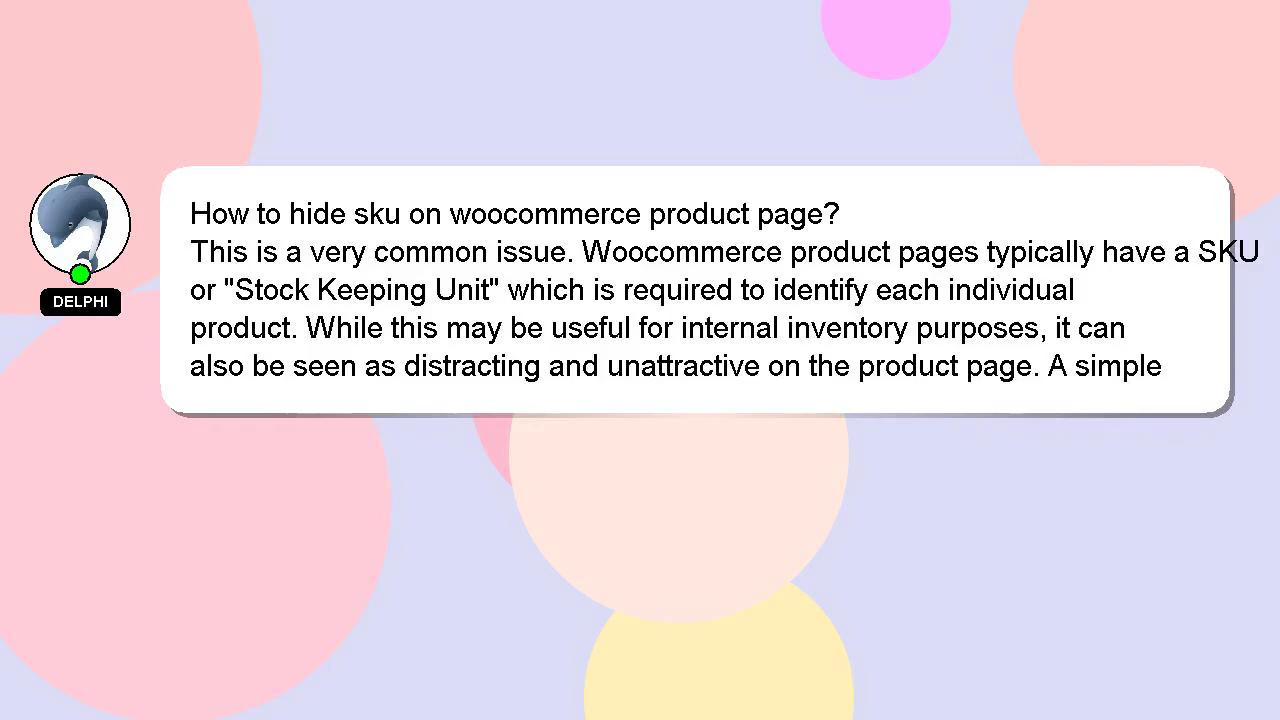 How to hide sku on woocommerce product page?
This is a very common issue. Woocommerce product pages typically have a SKU
or "Stock Keeping Unit" which is required to identify each individual
product. While this may be useful for internal inventory purposes, it can
also be seen as distracting and unattractive on the product page. A simple
DELPHI